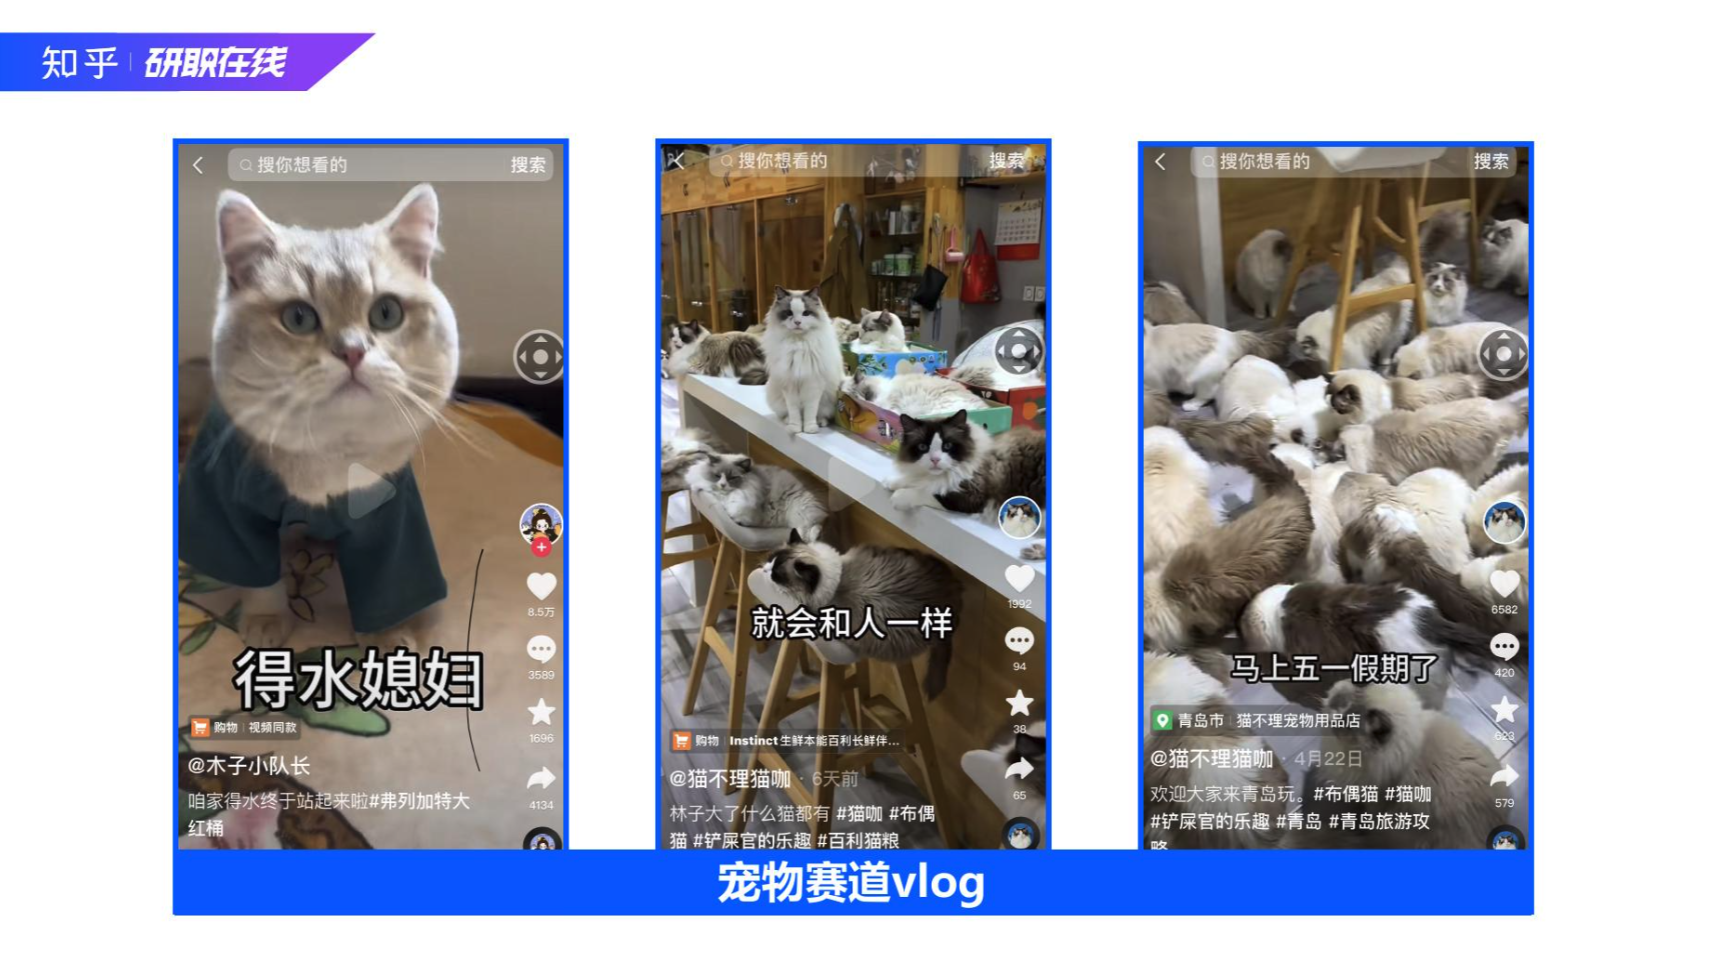 知乎 研职在线
搜你想看的 搜索
得水媳妇
8.5万
3589
1696
4134
购物 视频同款
@木子小队长
咱家得水终于站起来啦#弗列加特大
红桶
搜你想看的 搜索
就会和人一样
1992
94
38
65
购物 Instinct生鲜本能百利长鲜伴...
@猫不理猫咖 · 6天前
林子大了什么猫都有 #猫咖 #布偶
猫 #铲屎官的乐趣 #百利猫粮
搜你想看的 搜索
马上五一假期了
6582
420
623
579
青岛市 猫不理宠物用品店
@猫不理猫咖 · 4月22日
欢迎大家来青岛玩。#布偶猫 #猫咖
#铲屎官的乐趣 #青岛 #青岛旅游攻
略
宠物赛道vlog